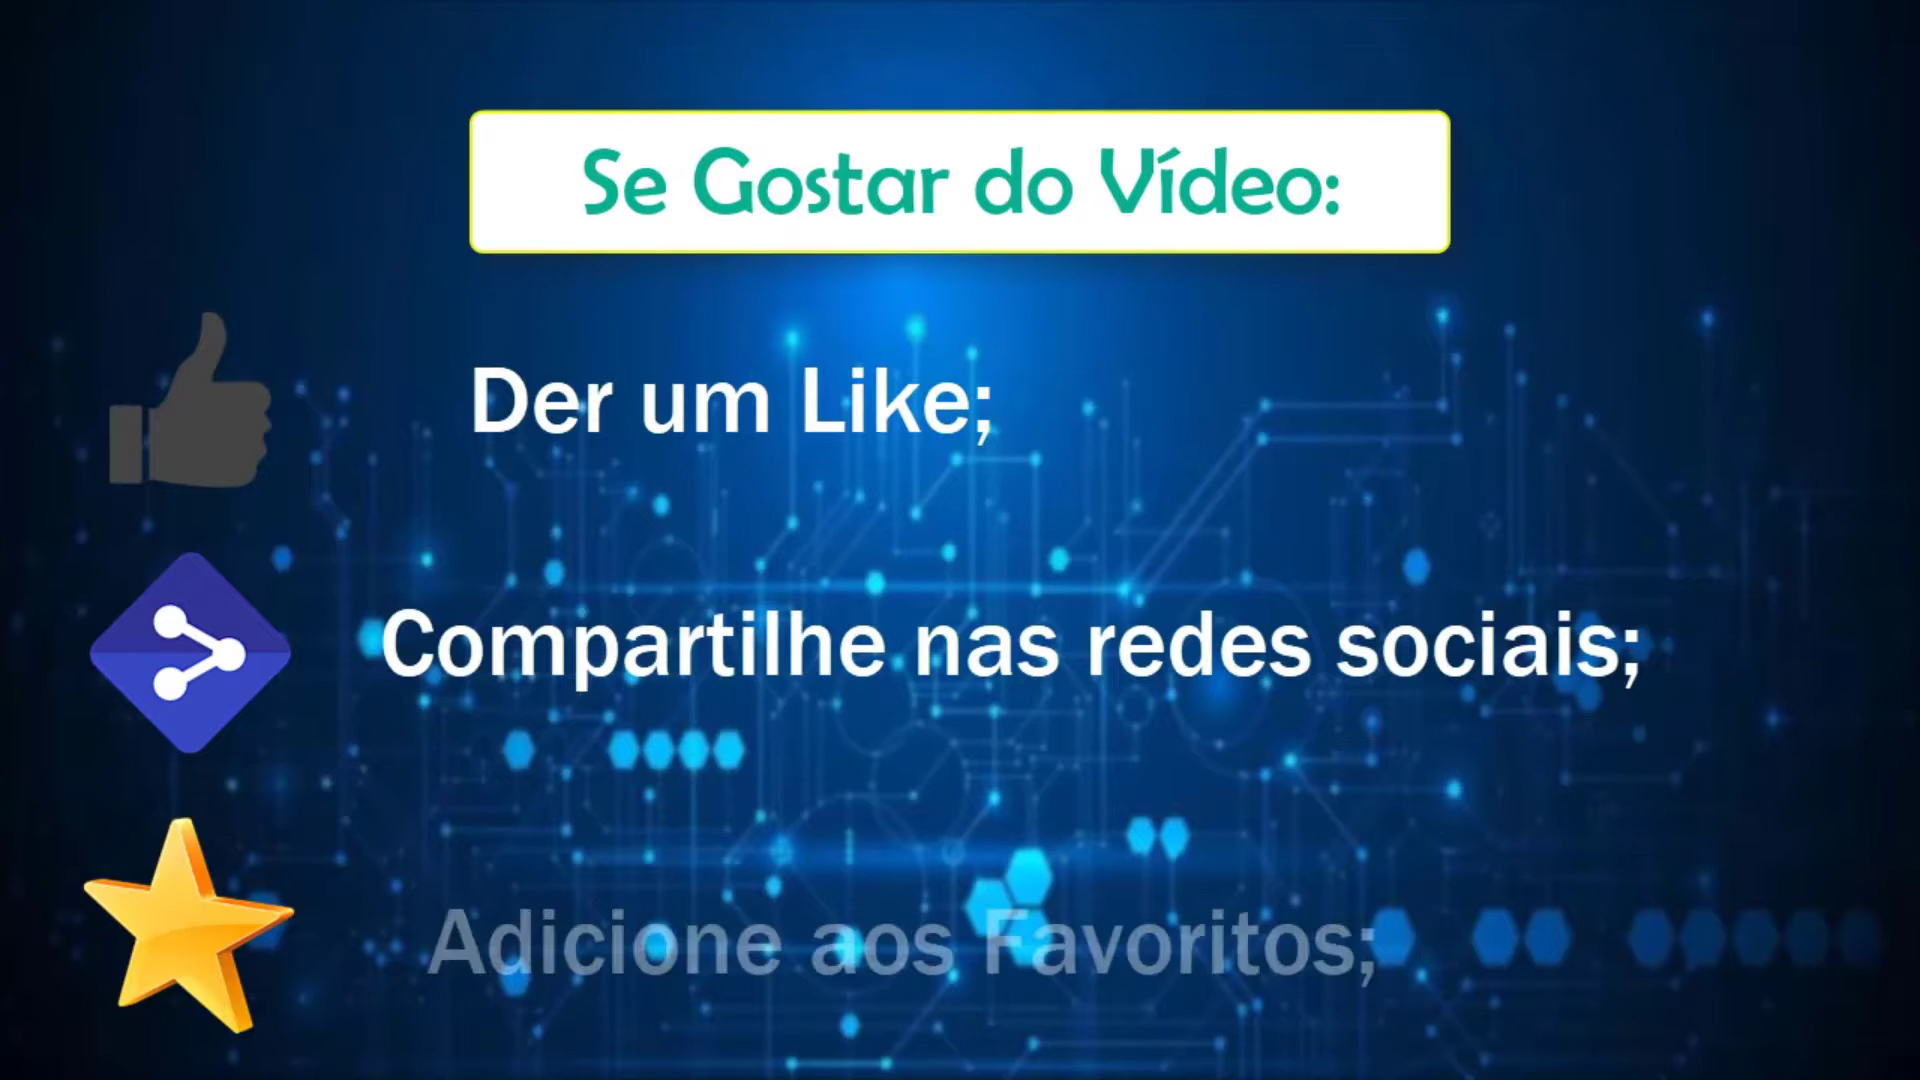 Se Gostar do Vídeo:
Der um Like;
Compartilhe nas redes sociais;
Adicione aos Favoritos;